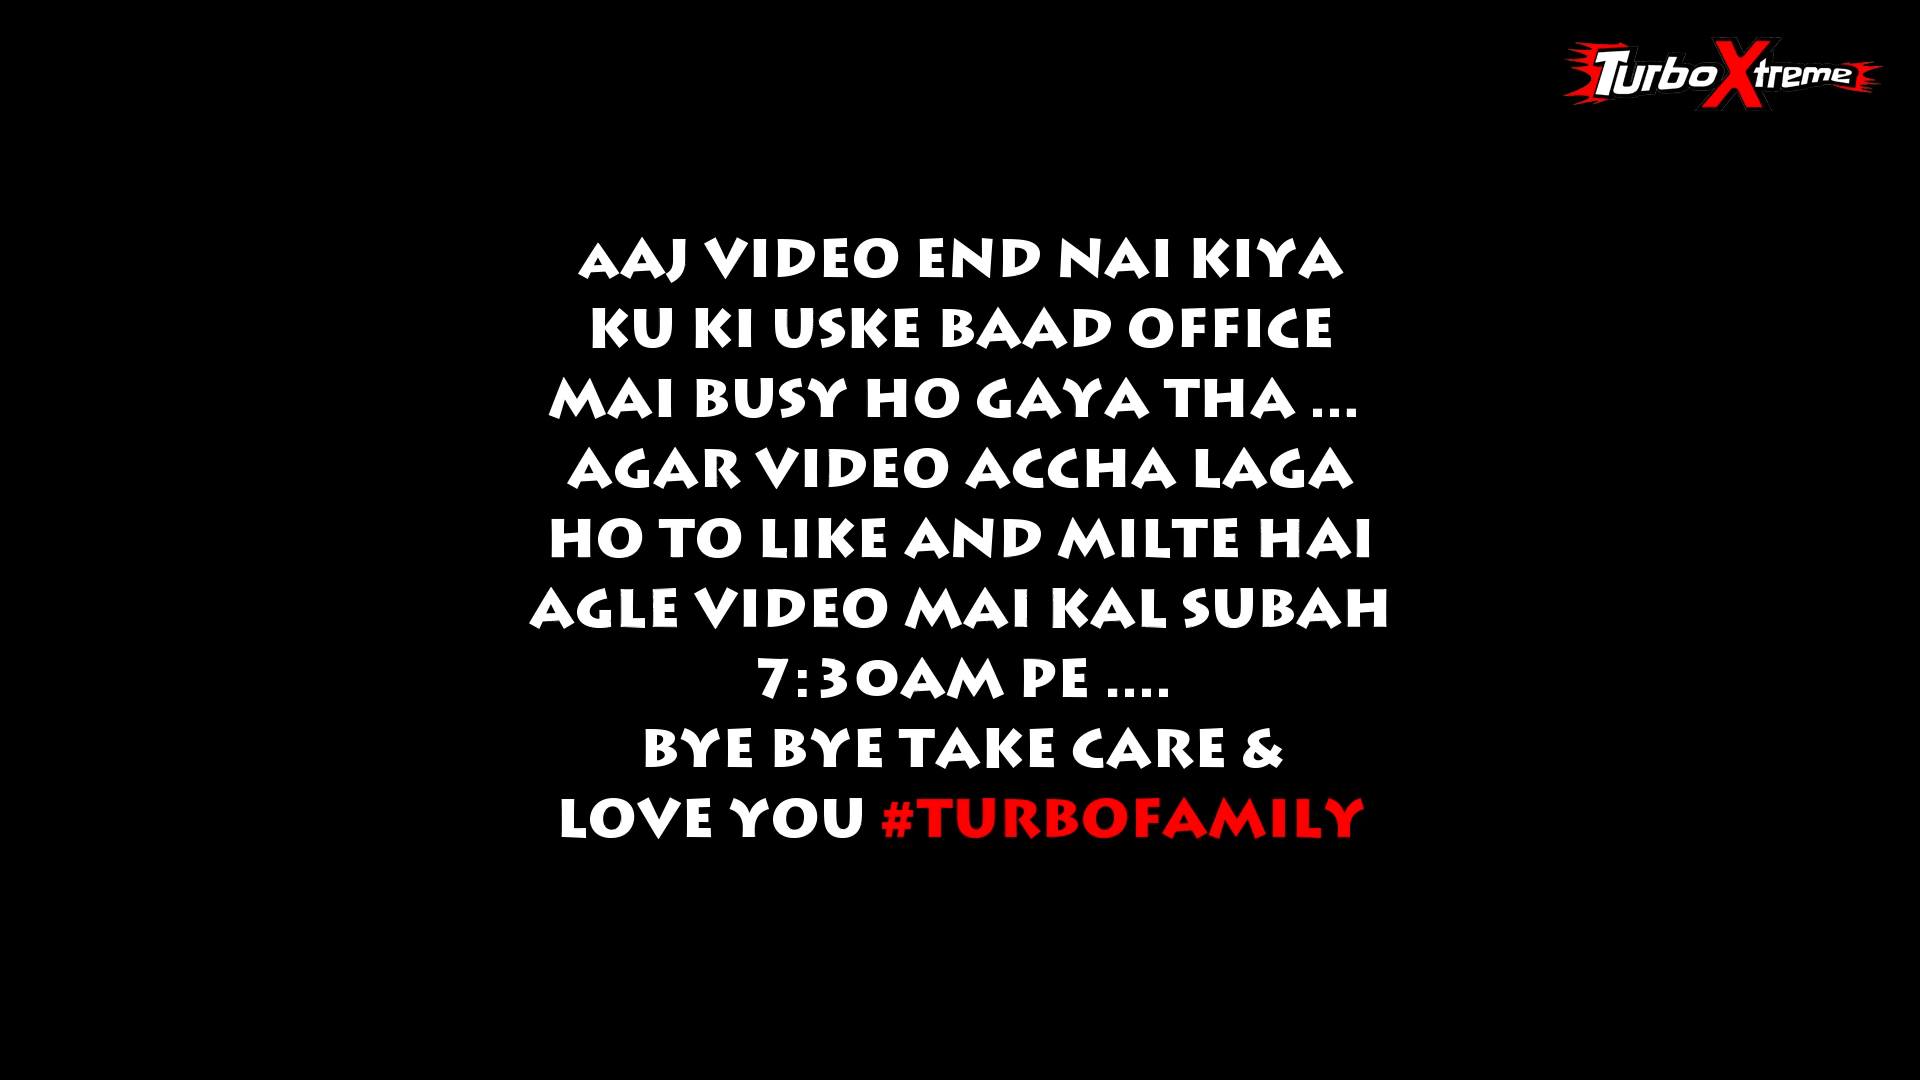 Turbo Xtreme
AAJ VIDEO END NAI KIYA
KU KI USKE BAAD OFFICE
MAI BUSY HO GAYA THA ...
AGAR VIDEO ACCHA LAGA
HO TO LIKE AND MILTE HAI
AGLE VIDEO MAI KAL SUBAH
7:30AM PE ....
BYE BYE TAKE CARE &
LOVE YOU #TURBOFAMILY